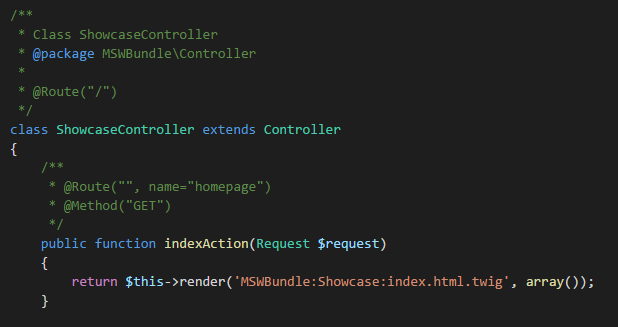 /**
 * Class ShowcaseController
 * @package MSWBundle\Controller
 *
 * @Route("/")
 */
class ShowcaseController extends Controller
{
    /**
     * @Route("", name="homepage")
     * @Method("GET")
     */
    public function indexAction(Request $request)
    {
        return $this->render('MSWBundle:Showcase:index.html.twig', array());
    }